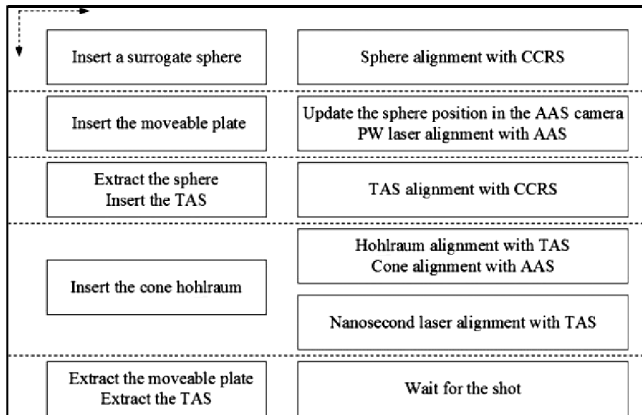 Insert a surrogate sphere
Sphere alignment with CCRS
Insert the moveable plate
Update the sphere position in the AAS camera
PW laser alignment with AAS
Extract the sphere
Insert the TAS
TAS alignment with CCRS
Insert the cone hohlraum
Hohlraum alignment with TAS
Cone alignment with AAS
Nanosecond laser alignment with TAS
Extract the moveable plate
Extract the TAS
Wait for the shot